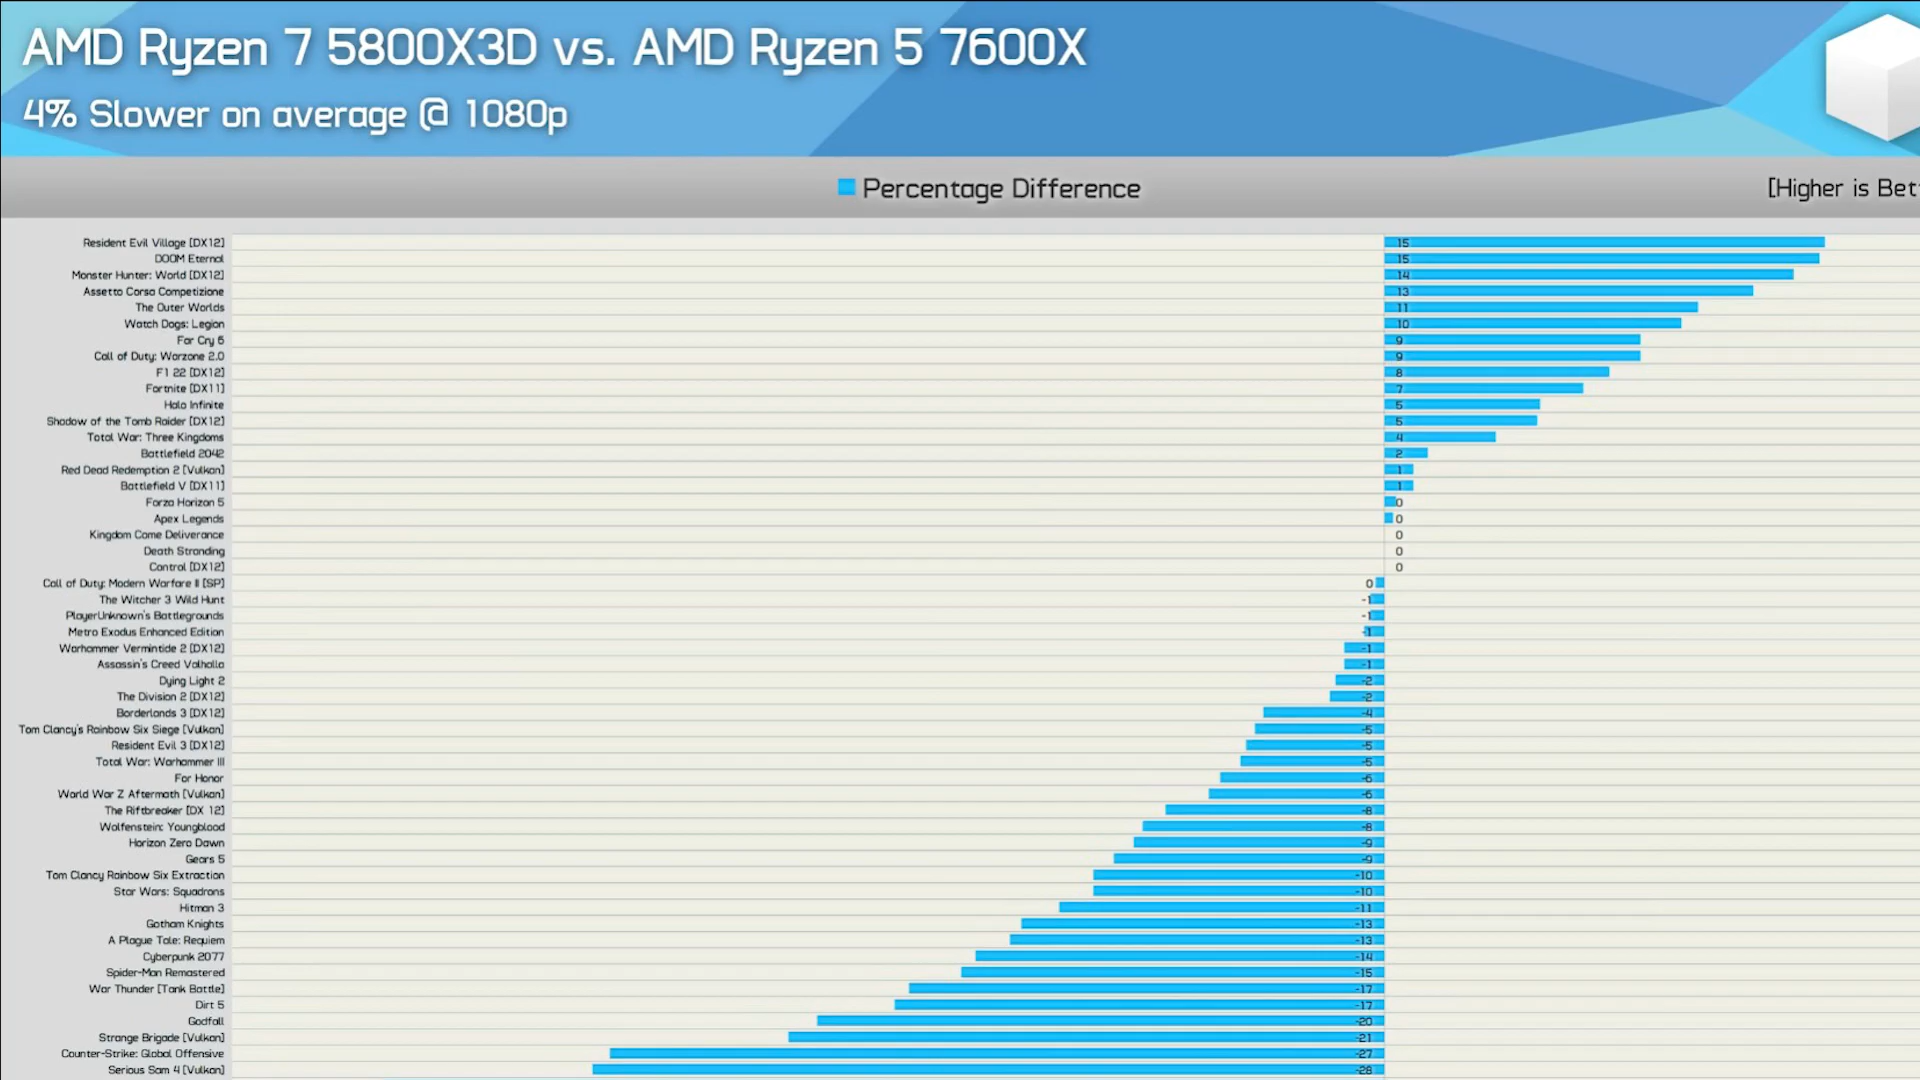 AMD Ryzen 7 5800X3D vs. AMD Ryzen 5 7600X
4% Slower on average @ 1080p
Percentage Difference
[Higher is Bet
Resident Evil Village [DX12] 15
DOOM Eternal 15
Monster Hunter: World [DX12] 14
Assetto Corsa Competizione 13
The Outer Worlds 11
Watch Dogs: Legion 10
Far Cry 6 9
Call of Duty: Warzone 2.0 9
F1 22 [DX12] 8
Fortnite [DX11] 7
Halo Infinite 5
Shadow of the Tomb Raider [DX12] 5
Total War: Three Kingdoms 4
Battlefield 2042 2
Red Dead Redemption 2 [Vulkan] 1
Battlefield V [DX11] 1
Forza Horizon 5 0
Apex Legends 0
Kingdom Come Deliverance 0
Death Stranding 0
Control [DX12] 0
Call of Duty: Modern Warfare II [SP] 0
The Witcher 3 Wild Hunt -1
PlayerUnknown's Battlegrounds -1
Metro Exodus Enhanced Edition -1
Warhammer Vermintide 2 [DX12] -1
Assassin's Creed Valhalla -1
Dying Light 2 -2
The Division 2 [DX12] -2
Borderlands 3 [DX12] -4
Tom Clancy's Rainbow Six Siege [Vulkan] -5
Resident Evil 3 [DX12] -5
Total War: Warhammer III -5
For Honor -6
World War Z Aftermath [Vulkan] -6
The Riftbreaker [DX 12] -8
Wolfenstein: Youngblood -8
Horizon Zero Dawn -9
Gears 5 -9
Tom Clancy Rainbow Six Extraction -10
Star Wars: Squadrons -10
Hitman 3 -11
Gotham Knights -13
A Plague Tale: Requiem -13
Cyberpunk 2077 -14
Spider-Man Remastered -15
War Thunder [Tank Battle] -17
Dirt 5 -17
Godfall -20
Strange Brigade [Vulkan] -21
Counter-Strike: Global Offensive -27
Serious Sam 4 [Vulkan] -28